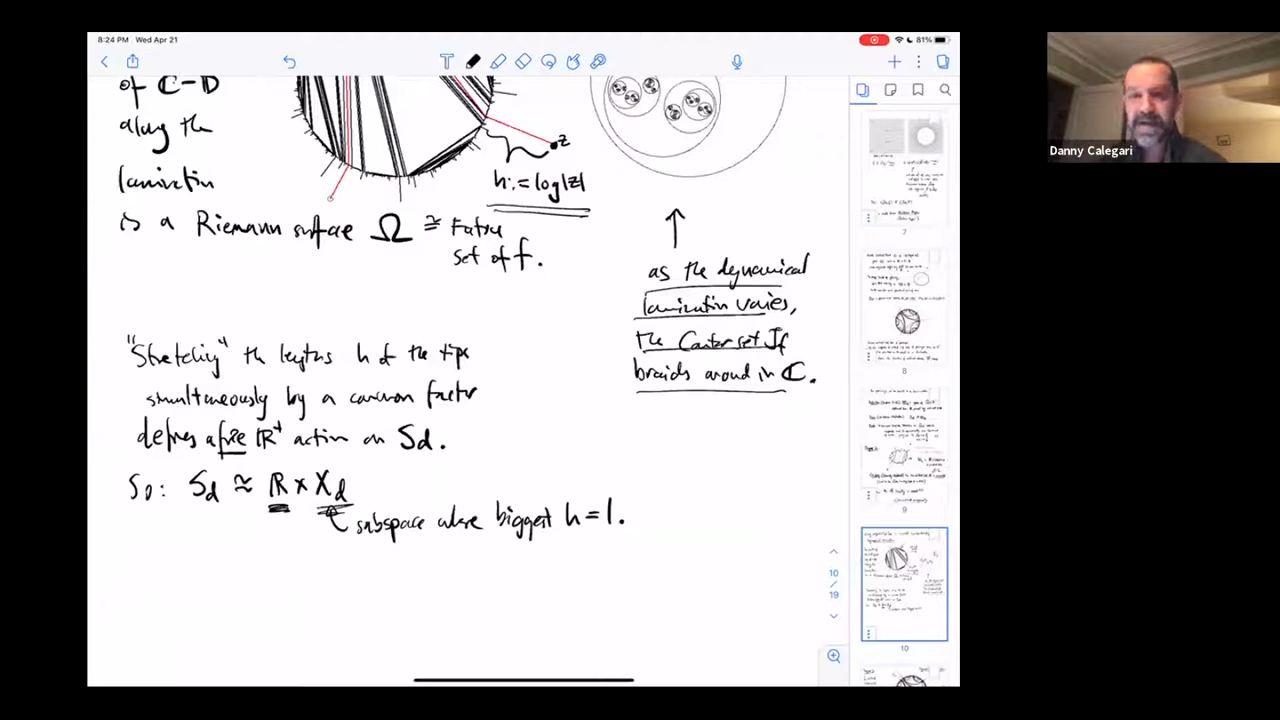 8:24 PM Wed Apr 21
81%
of C-D
along the
lamination
is a Riemann surface Ω ≅ Fatou
set of f.
z
h := log|z|
↑
as the dynamical
lamination varies,
the Cantor set Jf
braids around in C.
"Stretching" the lengths h of the tips
simultaneously by a common factor
defines a free R⁺ action on Sd.
So: Sd ≅ R × Xd
subspace where biggest h=1.
10
/
19
7
8
9
10
Danny Calegari